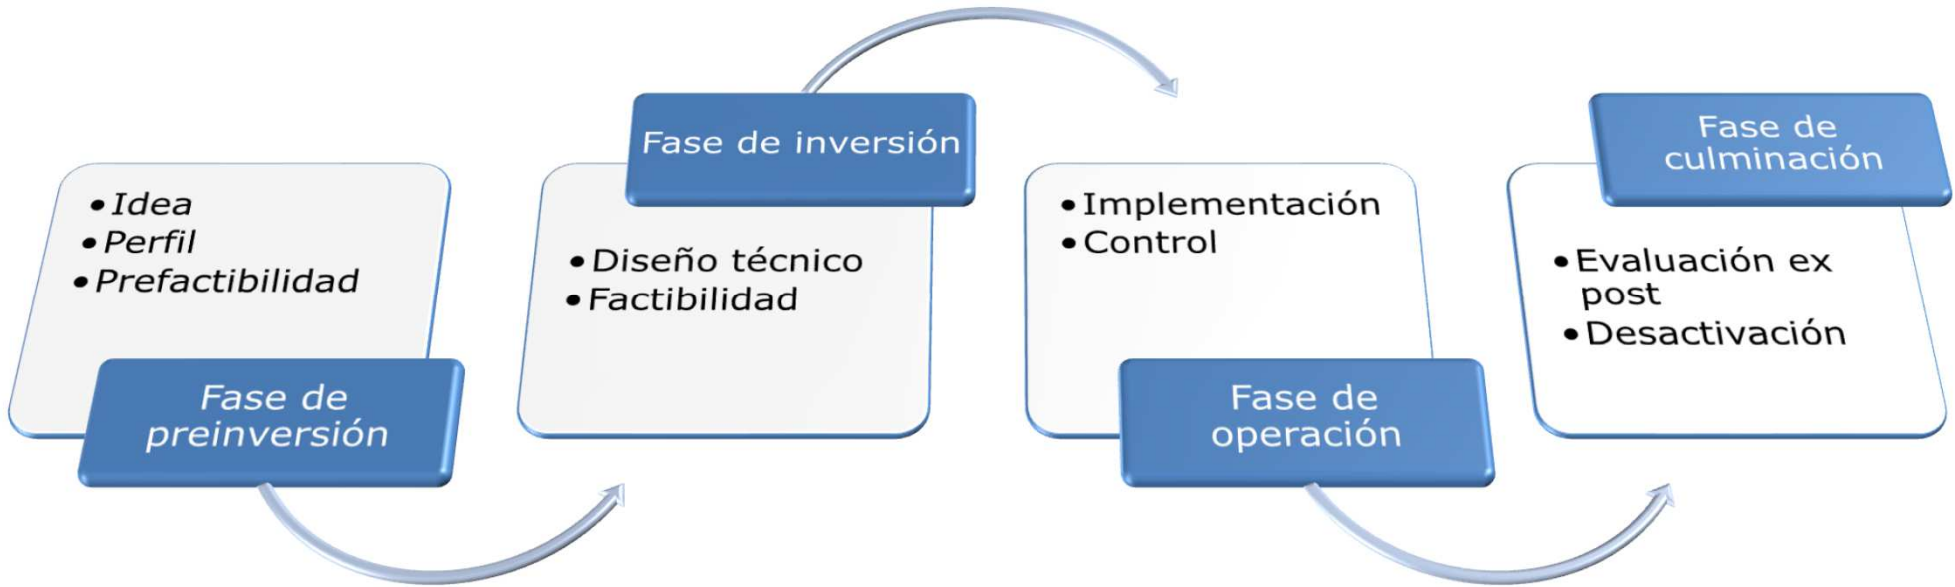 • Idea
• Perfil
• Prefactibilidad
Fase de
preinversión
Fase de inversión
• Diseño técnico
• Factibilidad
• Implementación
• Control
Fase de
operación
Fase de
culminación
• Evaluación ex
post
• Desactivación